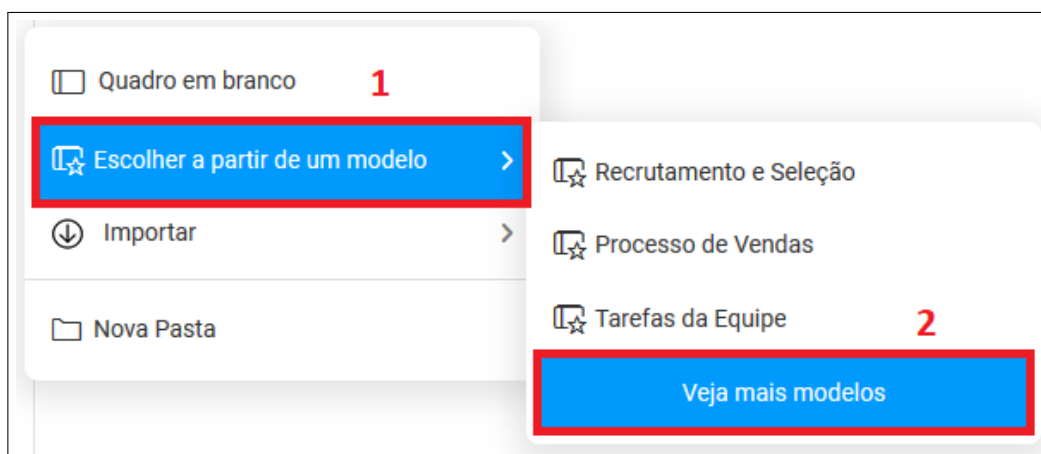 Quadro em branco
1
Escolher a partir de um modelo
Importar
Nova Pasta
Recrutamento e Seleção
Processo de Vendas
Tarefas da Equipe
2
Veja mais modelos